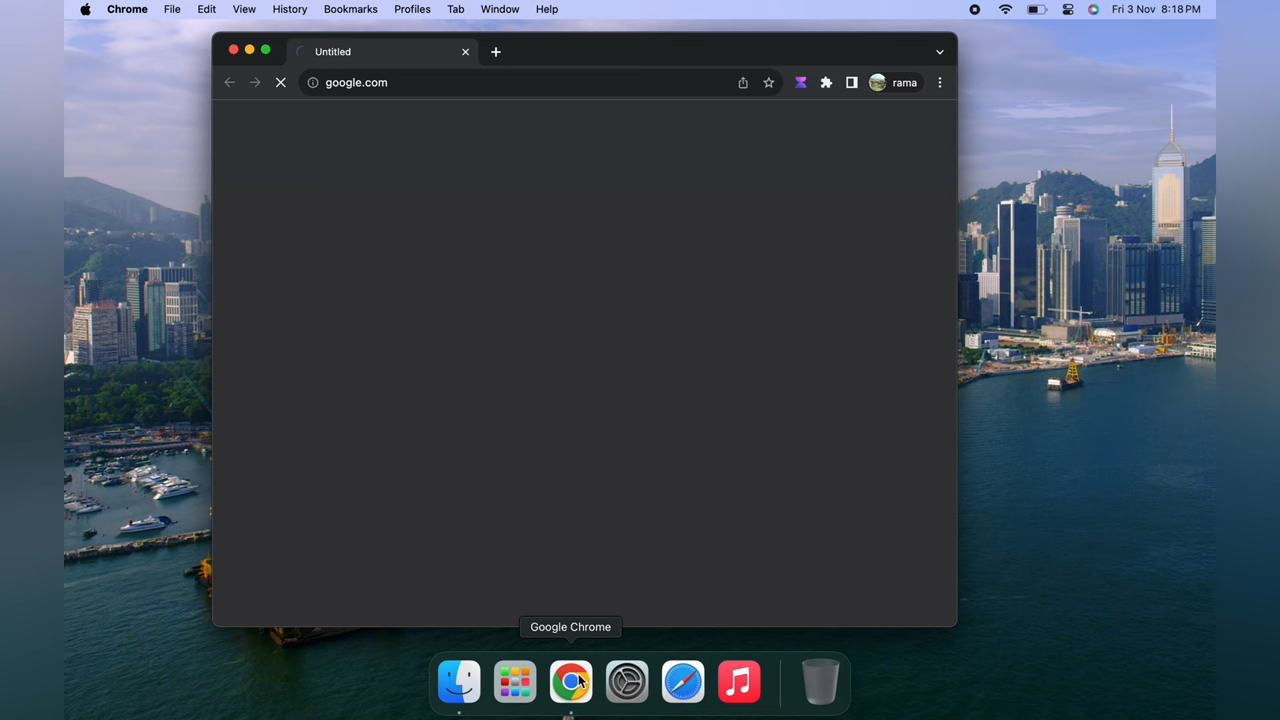 Chrome File Edit View History Bookmarks Profiles Tab Window Help Fri 3 Nov 8:18 PM
Untitled
google.com rama
Google Chrome